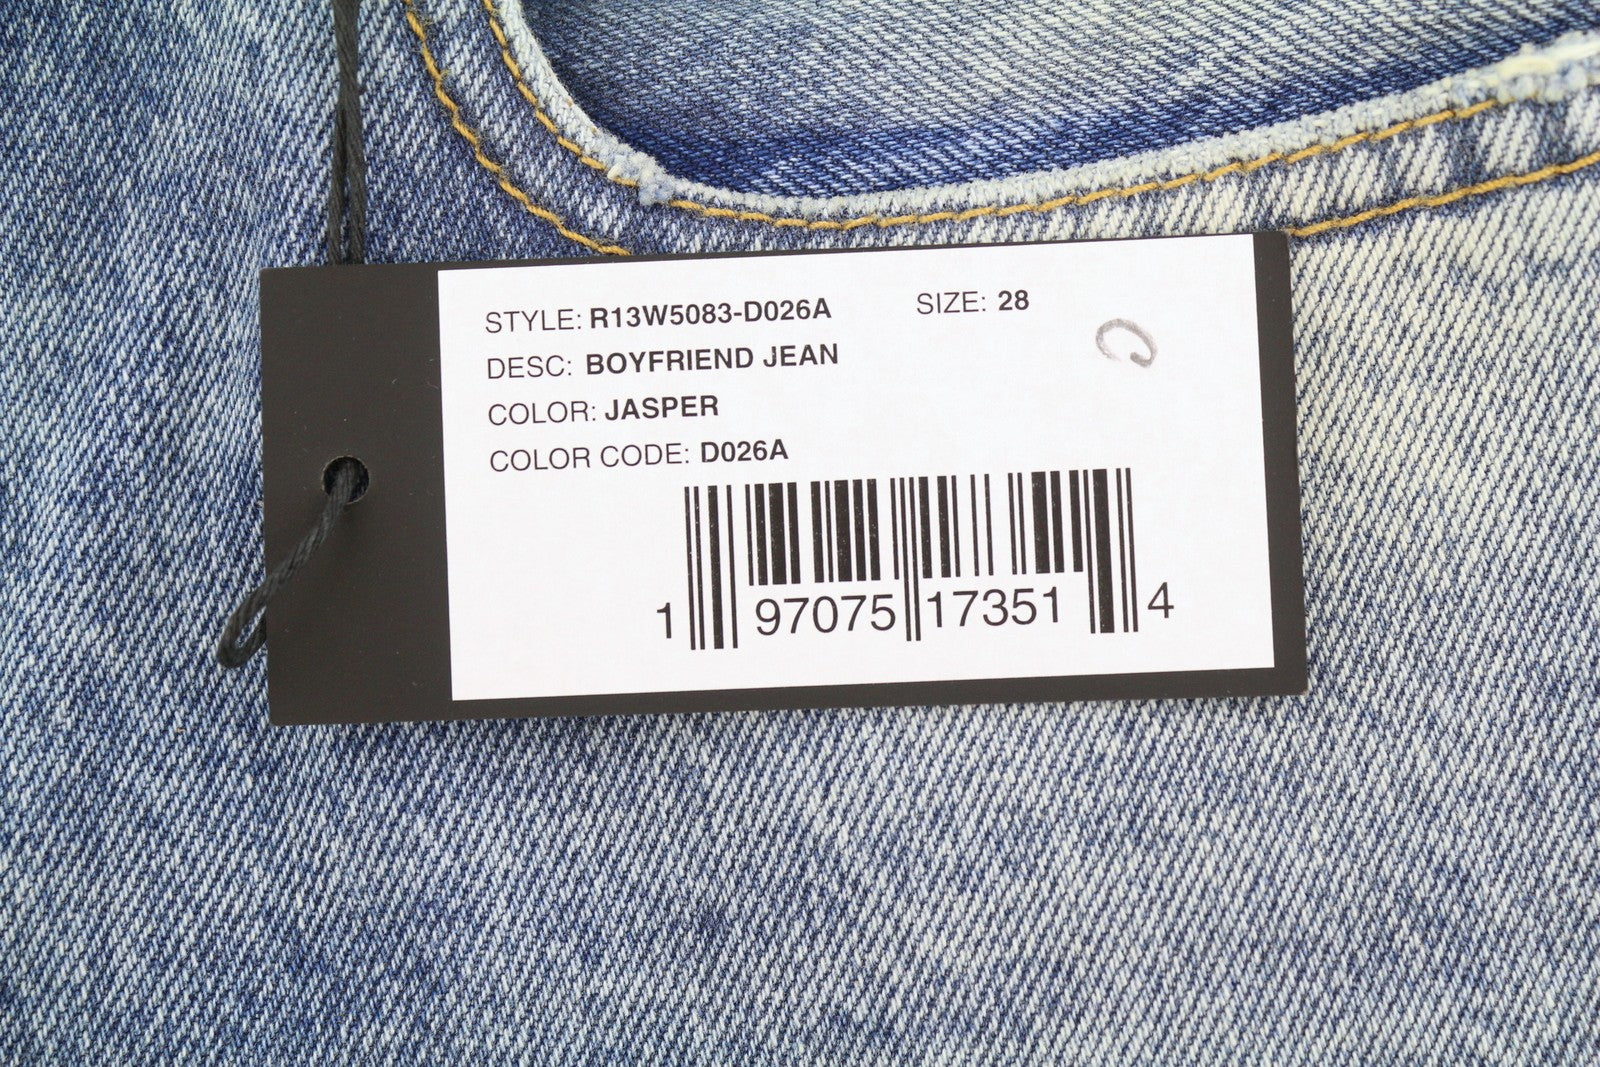 STYLE: R13W5083-D026A SIZE: 28
DESC: BOYFRIEND JEAN
COLOR: JASPER
COLOR CODE: D026A
1 97075 17351 4